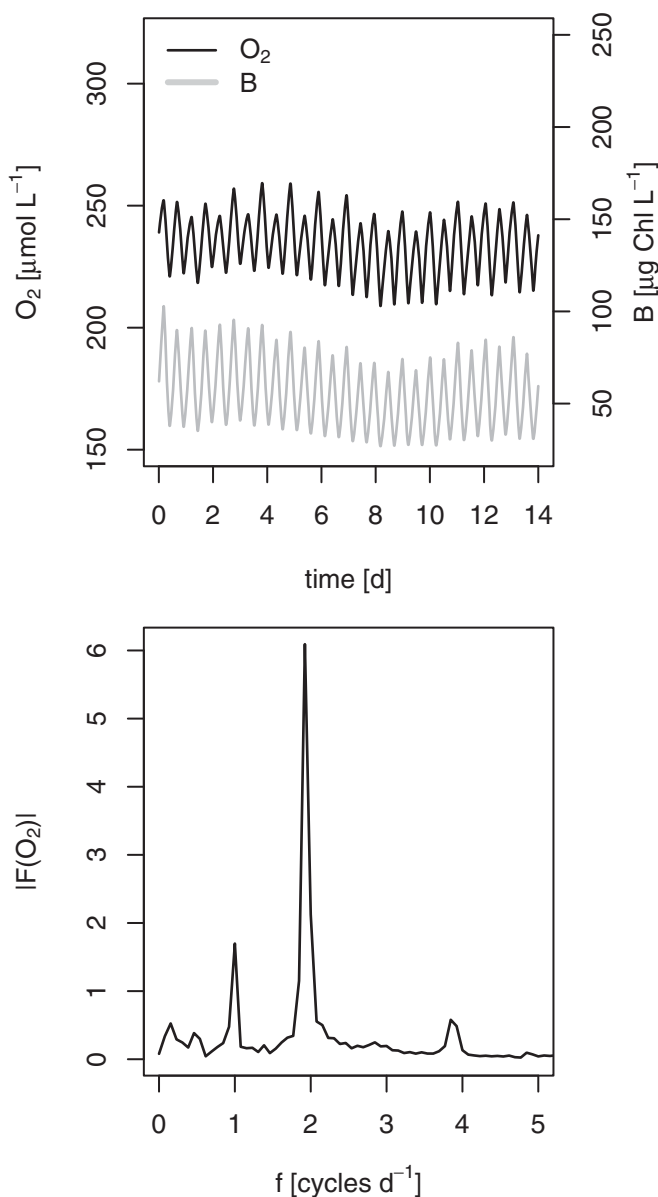 O₂
B
O₂ [μmol L⁻¹]
300
250
200
150
250
200
150
100
50
B [μg Chl L⁻¹]
0 2 4 6 8 10 12 14
time [d]
|F(O₂)|
6
5
4
3
2
1
0
0 1 2 3 4 5
f [cycles d⁻¹]